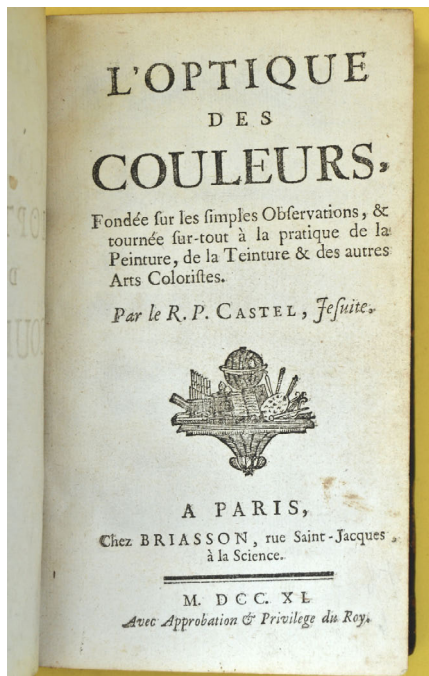 L'OPTIQUE
DES
COULEURS,
Fondée ſur les ſimples Obſervations, &
tournée ſur-tout à la pratique de la
Peinture, de la Teinture & des autres
Arts Coloriſtes.
Par le R. P. CASTEL, Jeſuite.
A PARIS,
Chez BRIASSON, rue Saint-Jacques,
à la Science.
M. DCC. XL
Avec Approbation & Privilege du Roy.